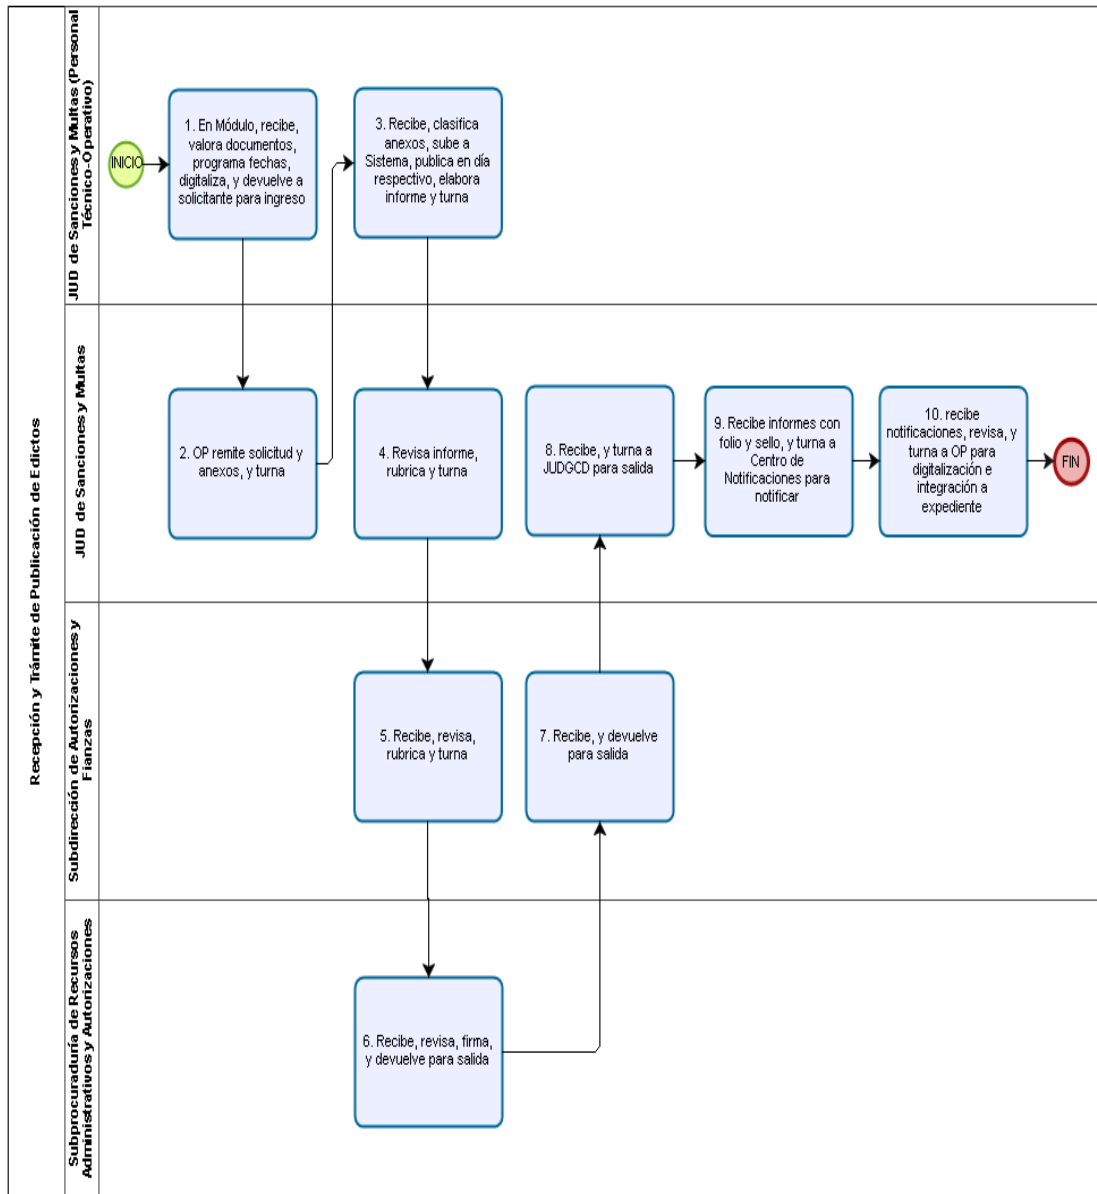 Recepción y Trámite de Publicación de Edictos
JUD de Sanciones y Multas (Personal
Técnico-Operativo)
INICIO
1. En Módulo, recibe,
valora documentos,
programa fechas,
digitaliza, y devuelve a
solicitante para ingreso
3. Recibe, clasifica
anexos, sube a
Sistema, publica en día
respectivo, elabora
informe y turna
JUD de Sanciones y Multas
2. OP remite solicitud y
anexos, y turna
4. Revisa informe,
rubrica y turna
8. Recibe, y turna a
JUDGCD para salida
9. Recibe informes con
folio y sello, y turna a
Centro de
Notificaciones para
notificar
10. recibe
notificaciones, revisa, y
turna a OP para
digitalización e
integración a
expediente
FIN
Subdirección de Autorizaciones y
Fianzas
5. Recibe, revisa,
rubrica y turna
7. Recibe, y devuelve
para salida
Subprocuraduría de Recursos
Administrativos y Autorizaciones
6. Recibe, revisa, firma,
y devuelve para salida